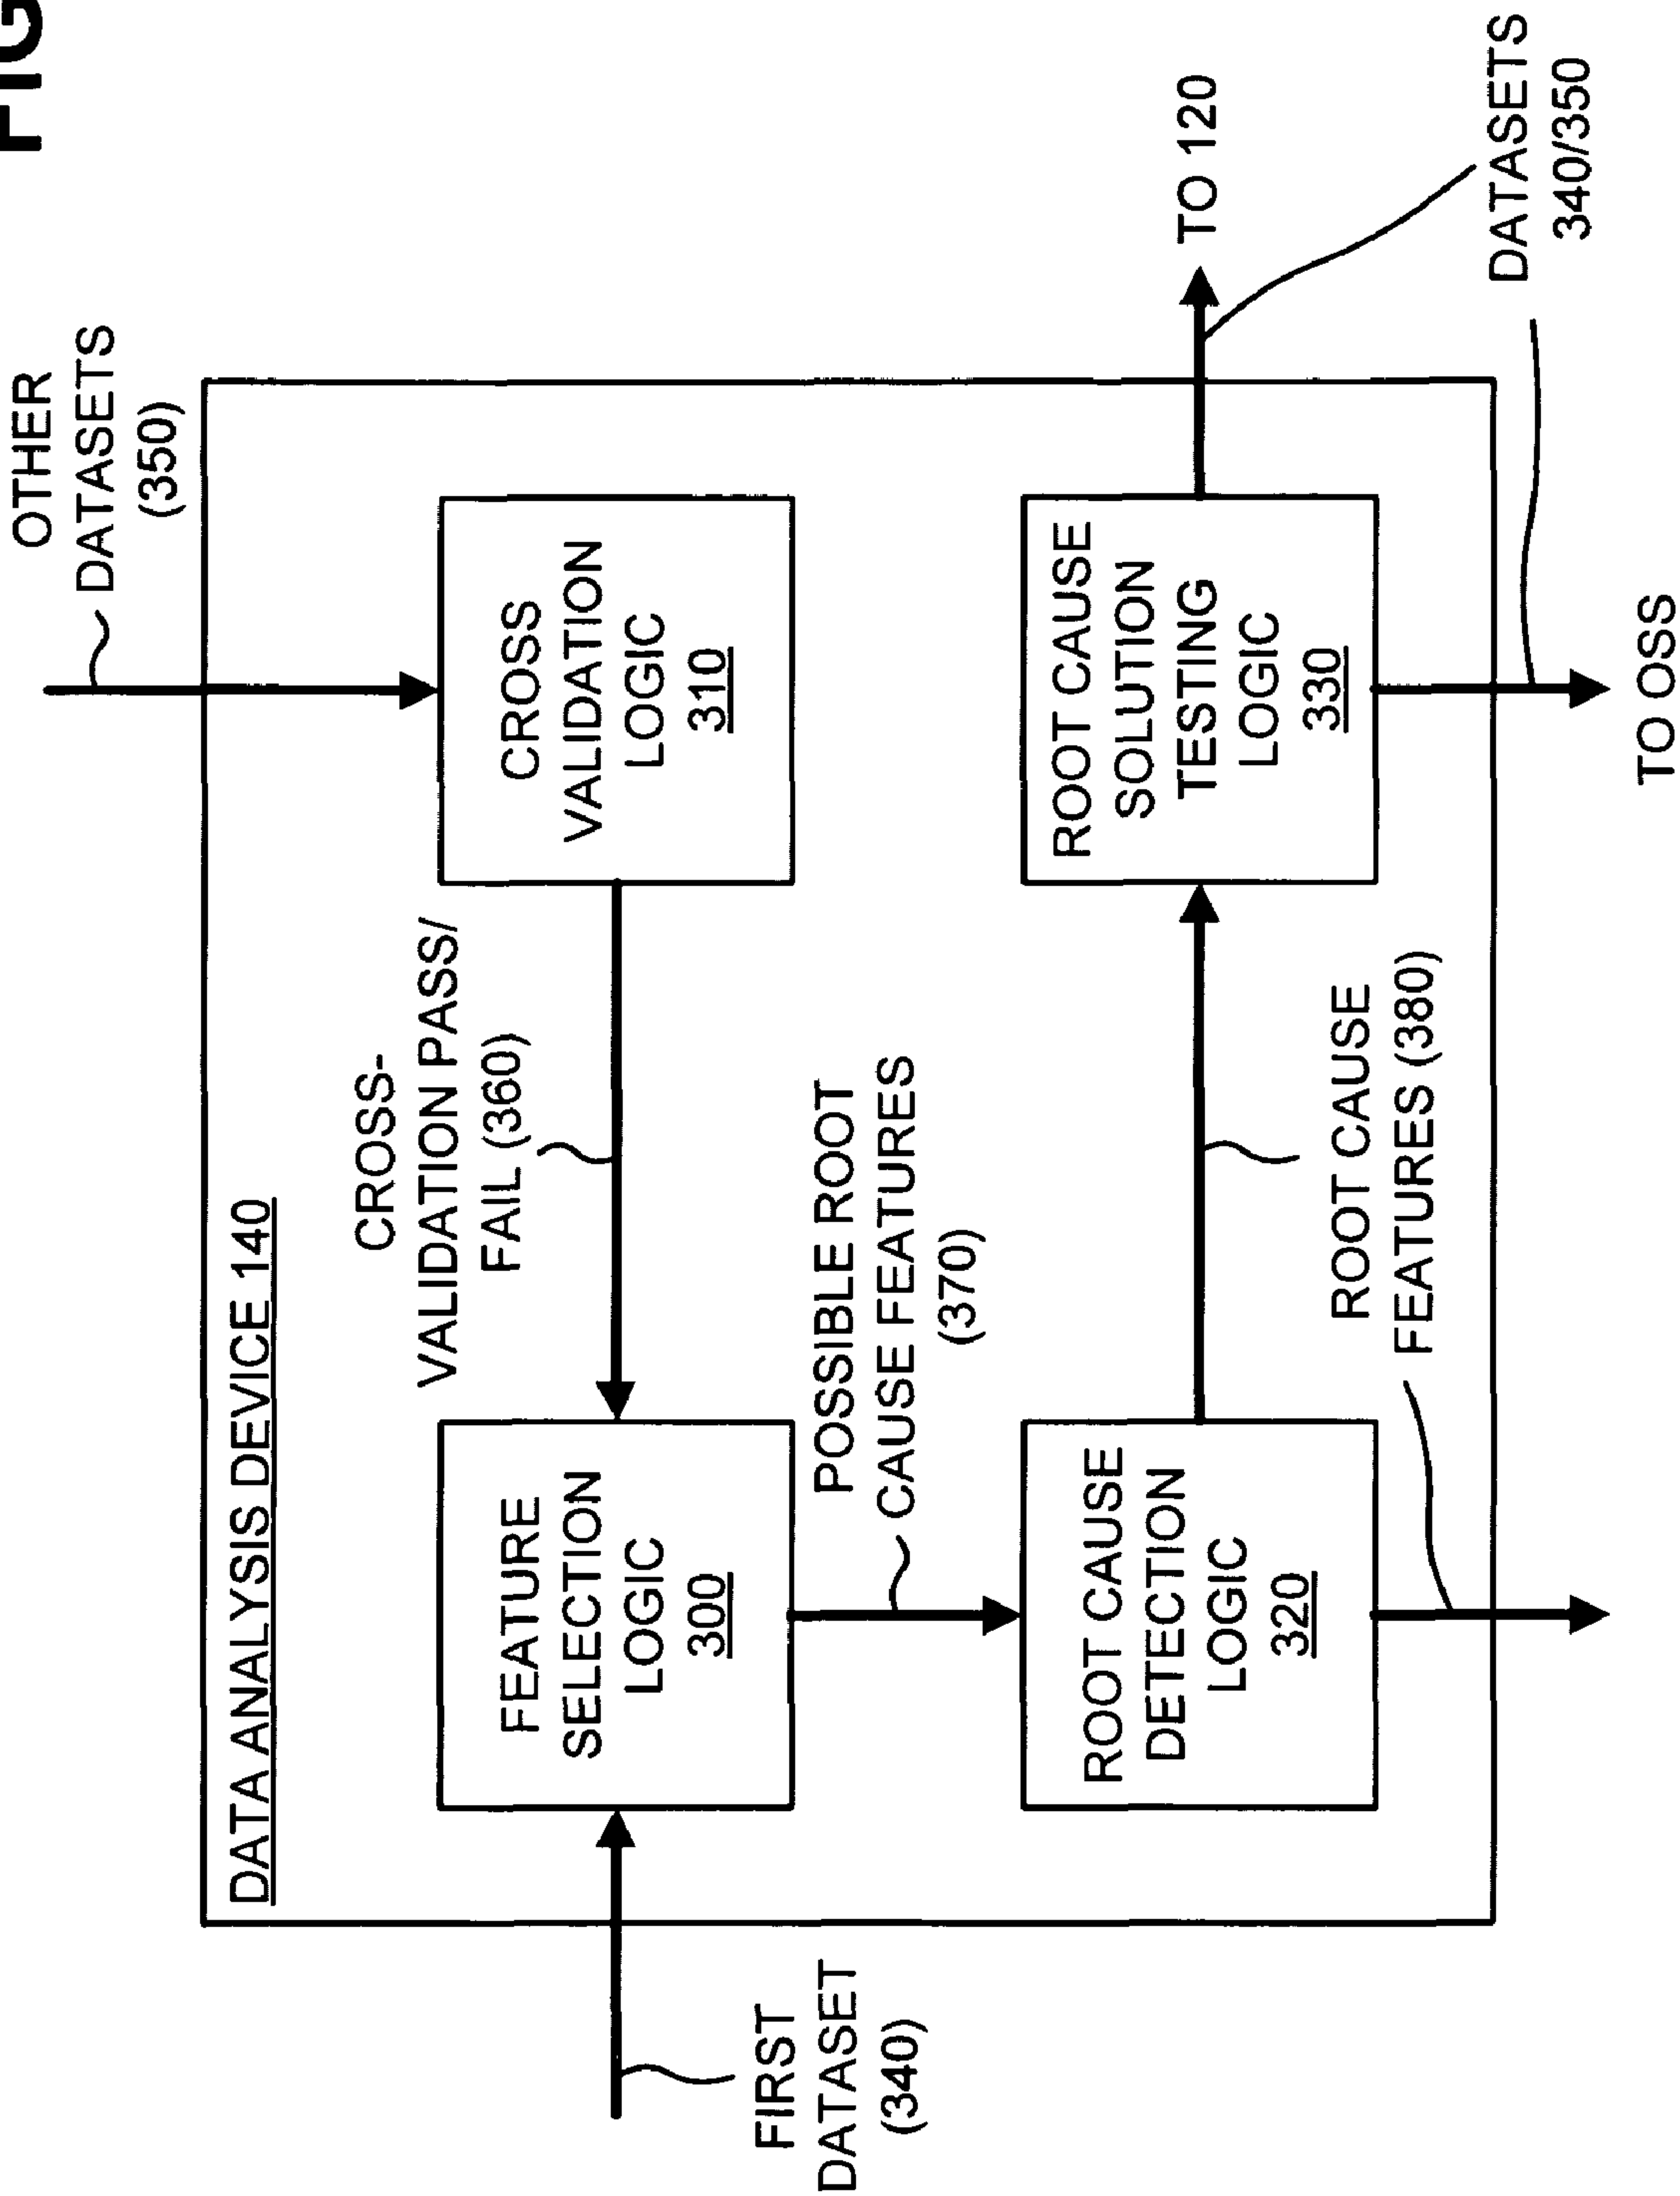 FIG
DATA ANALYSIS DEVICE 140
OTHER
DATASETS
(350)
FIRST
DATASET
(340)
FEATURE
SELECTION
LOGIC
300
CROSS-
VALIDATION PASS/
FAIL (360)
CROSS
VALIDATION
LOGIC
310
POSSIBLE ROOT
CAUSE FEATURES
(370)
ROOT CAUSE
DETECTION
LOGIC
320
ROOT CAUSE
FEATURES (380)
ROOT CAUSE
SOLUTION
TESTING
LOGIC
330
TO 120
DATASETS
340/350
TO OSS